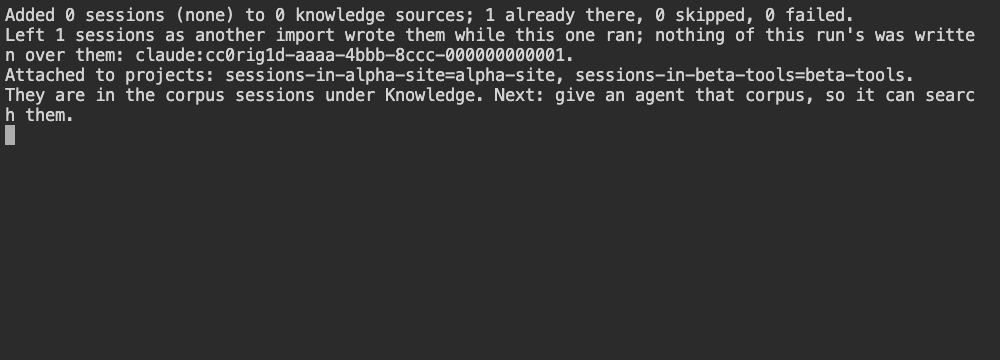 Added 0 sessions (none) to 0 knowledge sources; 1 already there, 0 skipped, 0 failed.
Left 1 sessions as another import wrote them while this one ran; nothing of this run's was writte
n over them: claude:cc0rig1d-aaaa-4bbb-8ccc-000000000001.
Attached to projects: sessions-in-alpha-site=alpha-site, sessions-in-beta-tools=beta-tools.
They are in the corpus sessions under Knowledge. Next: give an agent that corpus, so it can searc
h them.